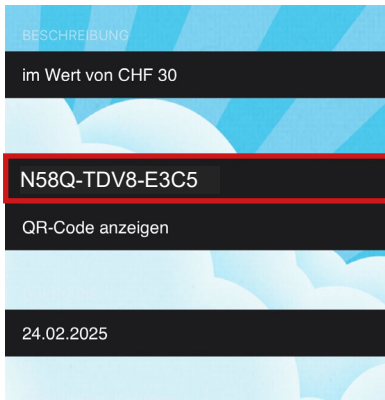 BESCHREIBUNG
im Wert von CHF 30
N58Q-TDV8-E3C5
QR-Code anzeigen
24.02.2025